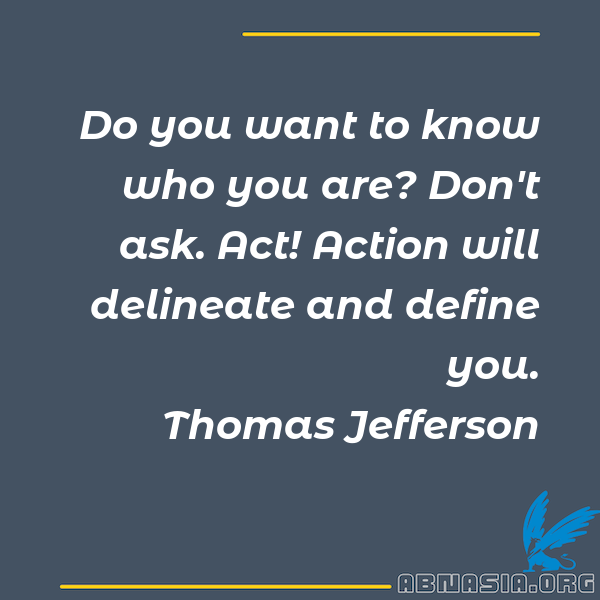 Do you want to know
who you are? Don't
ask. Act! Action will
delineate and define
you.
Thomas Jefferson
ABNASIA.ORG